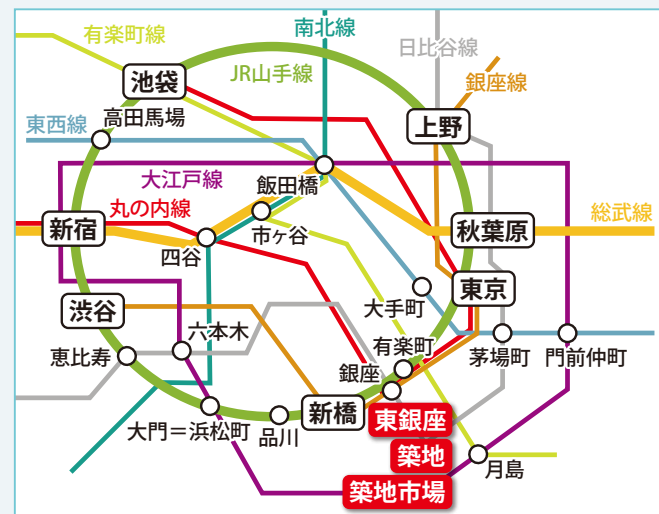 南北線
有楽町線
日比谷線
JR山手線
池袋
銀座線
高田馬場
上野
東西線
大江戸線
飯田橋
丸の内線
総武線
新宿
市ヶ谷
秋葉原
四谷
東京
渋谷
大手町
六本木
有楽町
恵比寿
茅場町
門前仲町
銀座
新橋
大門=浜松町
品川
東銀座
築地
月島
築地市場